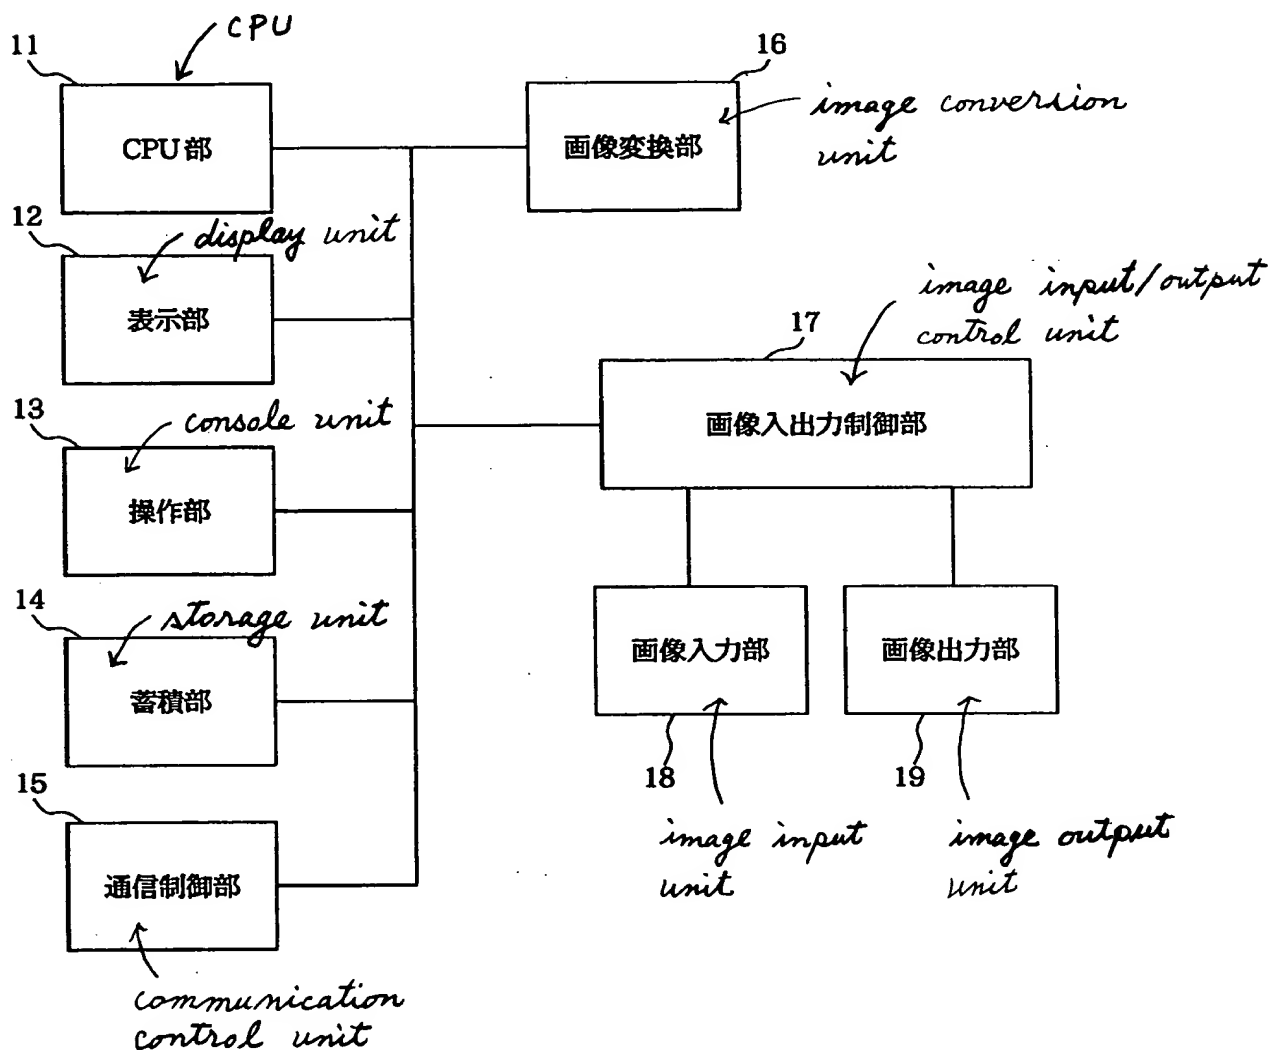 CPU
11
CPU部
16
画像変換部
image conversion
unit
12
display unit
表示部
image input/output
control unit
17
画像入出力制御部
13
console unit
操作部
14
storage unit
蓄積部
画像入力部
画像出力部
18
19
image input
unit
image output
unit
15
通信制御部
communication
control unit